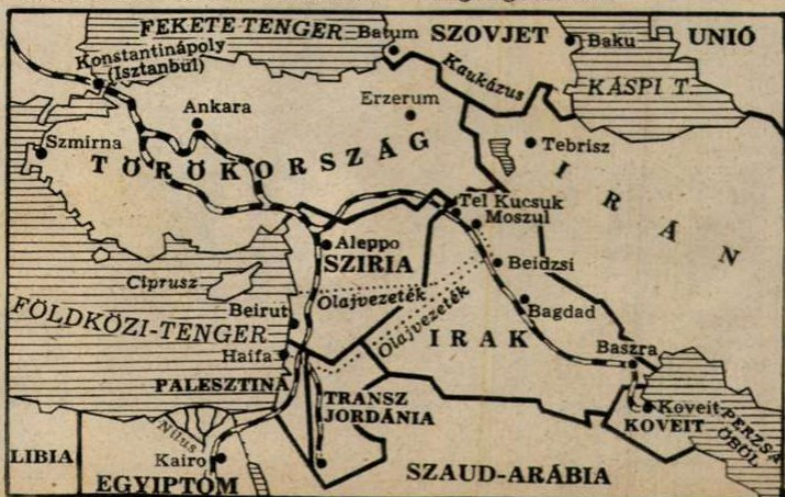 FEKETE TENGER
Batum
SZOVJET
Baku
UNIÓ
Konstantinápoly
(Isztanbul)
Kaukázus
KÁSPI T.
Ankara
Erzerum
Szmirna
Tebrisz
TÖRÖKORSZÁG
IRÁN
Tel Kucsuk
Moszul
Aleppo
SZIRIA
Beidzsi
Ciprusz
Olajvezeték
Olajvezeték
FÖLDKÖZI-TENGER
Beirut
Bagdad
IRAK
Haifa
Baszra
PALESZTINA
TRANSZ
JORDÁNIA
Koveit
KOVEIT
PERZSA
ÖBÖL
Nilus
LIBIA
Kairo
EGYIPTOM
SZAUD-ARÁBIA